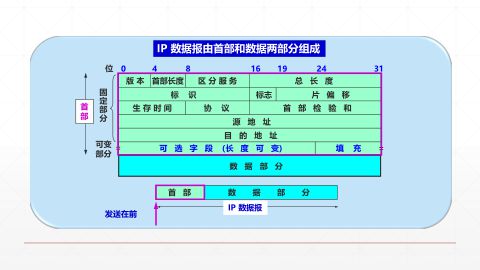 IP 数据报由首部和数据两部分组成
位 0 4 8 16 19 24 31
版本 首部长度 区分服务 总长度
标识 标志 片偏移
生存时间 协议 首部检验和
源地址
目的地址
可选字段(长度可变) 填充
数据部分
首部
固定部分
可变部分
首部 数据部分
IP 数据报
发送在前